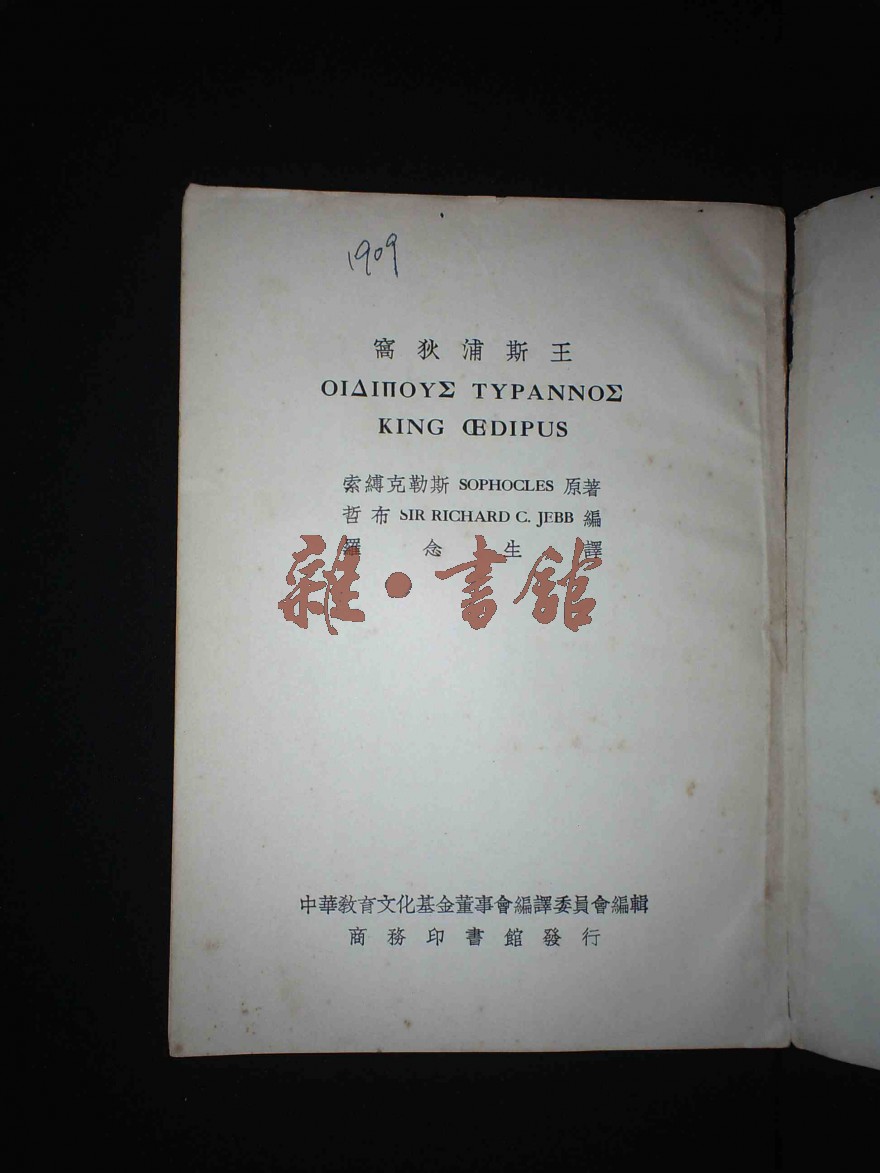 1909
窩狄浦斯王
ΟΙΔΙΠΟΥΣ ΤΥΡΑΝΝΟΣ
KING ŒDIPUS
索縛克勒斯 SOPHOCLES 原著
哲布 SIR RICHARD C. JEBB 編
羅念生譯
雜·書館
中華教育文化基金董事會編譯委員會編輯
商務印書館發行